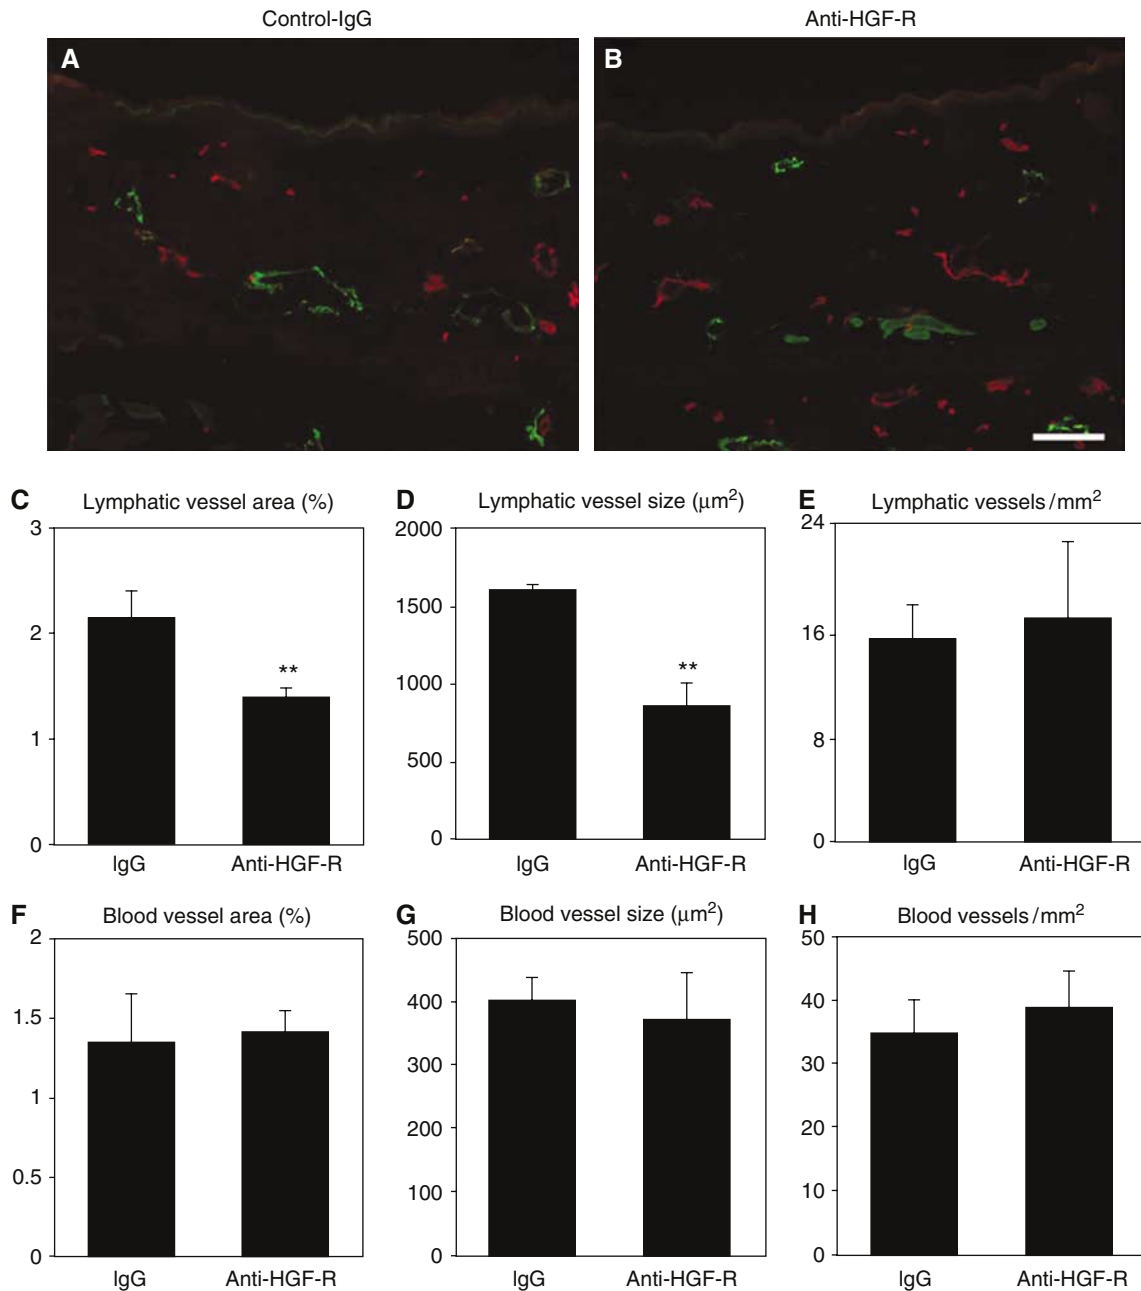 Control-IgG
Anti-HGF-R
A
B
C Lymphatic vessel area (%)
3
2
1
0
**
IgG Anti-HGF-R
D Lymphatic vessel size (μm²)
2000
1500
1000
500
0
**
IgG Anti-HGF-R
E Lymphatic vessels/mm²
24
16
8
0
IgG Anti-HGF-R
F Blood vessel area (%)
2
1.5
1
0.5
0
IgG Anti-HGF-R
G Blood vessel size (μm²)
500
400
300
200
100
0
IgG Anti-HGF-R
H Blood vessels/mm²
50
40
30
20
10
0
IgG Anti-HGF-R